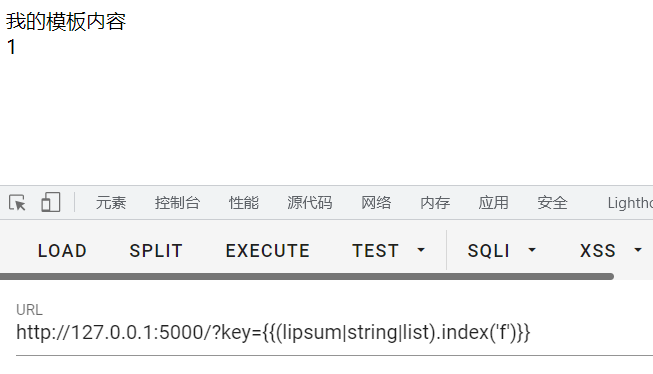 我的模板内容
1
元素 控制台 性能 源代码 网络 内存 应用 安全
LOAD SPLIT EXECUTE TEST SQLI XSS
URL
http://127.0.0.1:5000/?key={{(lipsum|string|list).index('f')}}